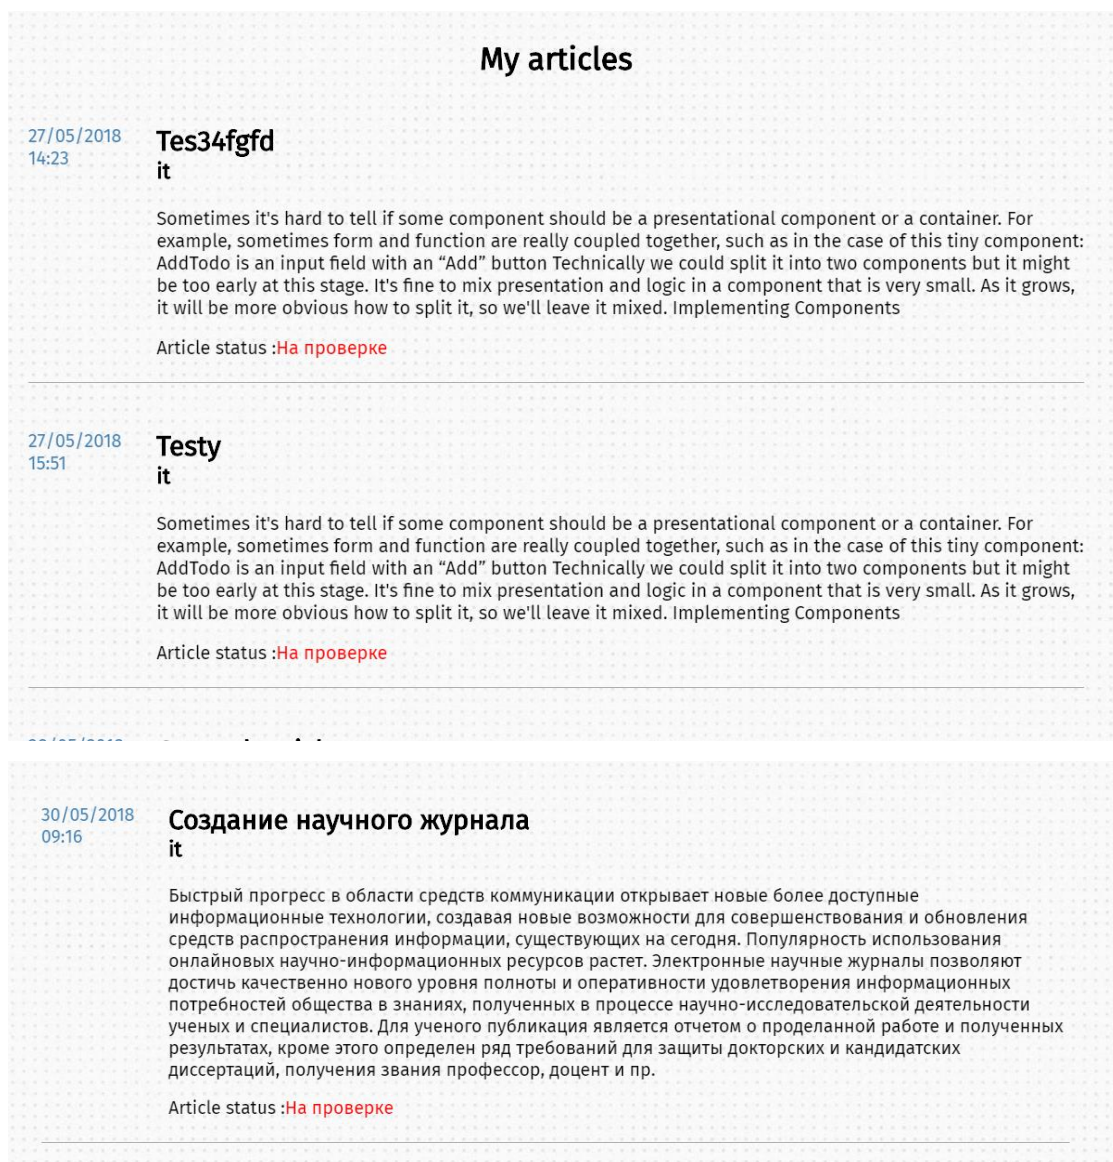 My articles
27/05/2018
14:23
Tes34fgfd
it
Sometimes it's hard to tell if some component should be a presentational component or a container. For
example, sometimes form and function are really coupled together, such as in the case of this tiny component:
AddTodo is an input field with an “Add” button Technically we could split it into two components but it might
be too early at this stage. It's fine to mix presentation and logic in a component that is very small. As it grows,
it will be more obvious how to split it, so we'll leave it mixed. Implementing Components
Article status :На проверке
27/05/2018
15:51
Testy
it
Sometimes it's hard to tell if some component should be a presentational component or a container. For
example, sometimes form and function are really coupled together, such as in the case of this tiny component:
AddTodo is an input field with an “Add” button Technically we could split it into two components but it might
be too early at this stage. It's fine to mix presentation and logic in a component that is very small. As it grows,
it will be more obvious how to split it, so we'll leave it mixed. Implementing Components
Article status :На проверке
30/05/2018
09:16
Создание научного журнала
it
Быстрый прогресс в области средств коммуникации открывает новые более доступные
информационные технологии, создавая новые возможности для совершенствования и обновления
средств распространения информации, существующих на сегодня. Популярность использования
онлайновых научно-информационных ресурсов растет. Электронные научные журналы позволяют
достичь качественно нового уровня полноты и оперативности удовлетворения информационных
потребностей общества в знаниях, полученных в процессе научно-исследовательской деятельности
ученых и специалистов. Для ученого публикация является отчетом о проделанной работе и полученных
результатах, кроме этого определен ряд требований для защиты докторских и кандидатских
диссертаций, получения звания профессор, доцент и пр.
Article status :На проверке